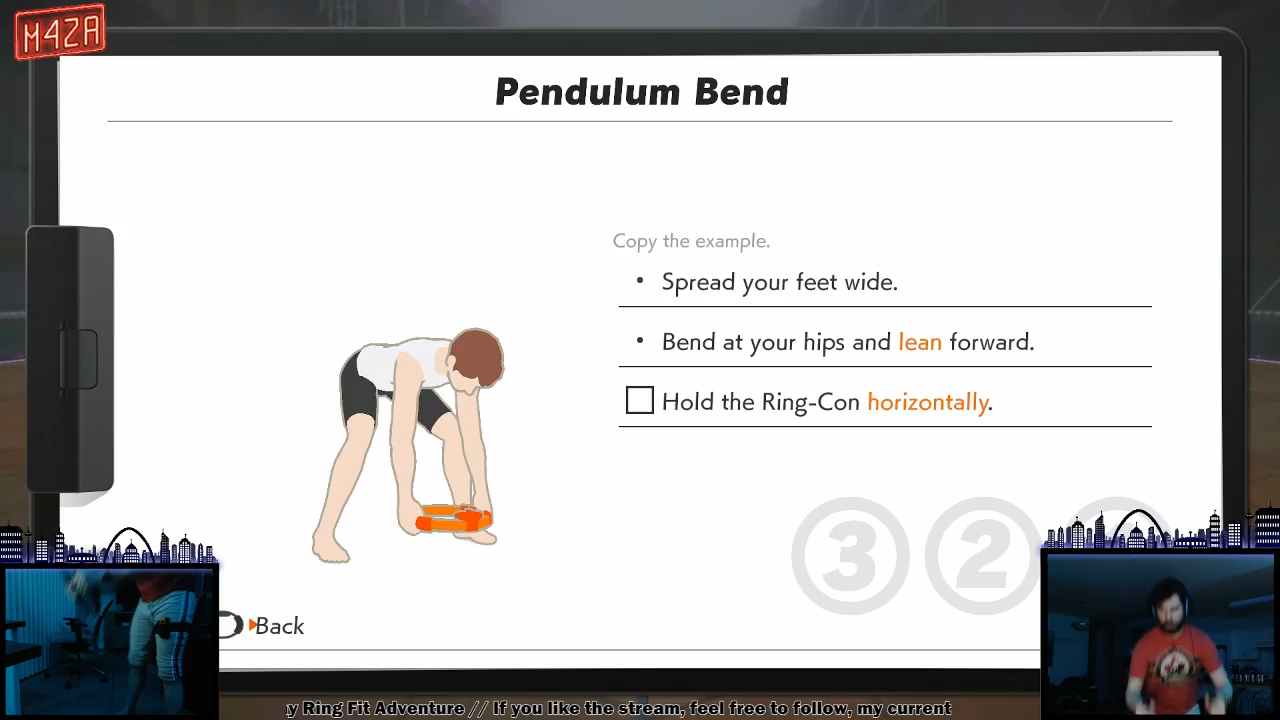 M4ZA
Pendulum Bend
Copy the example.
• Spread your feet wide.
• Bend at your hips and lean forward.
Hold the Ring-Con horizontally.
3 2
Back
y Ring Fit Adventure // If you like the stream, feel free to follow, my current